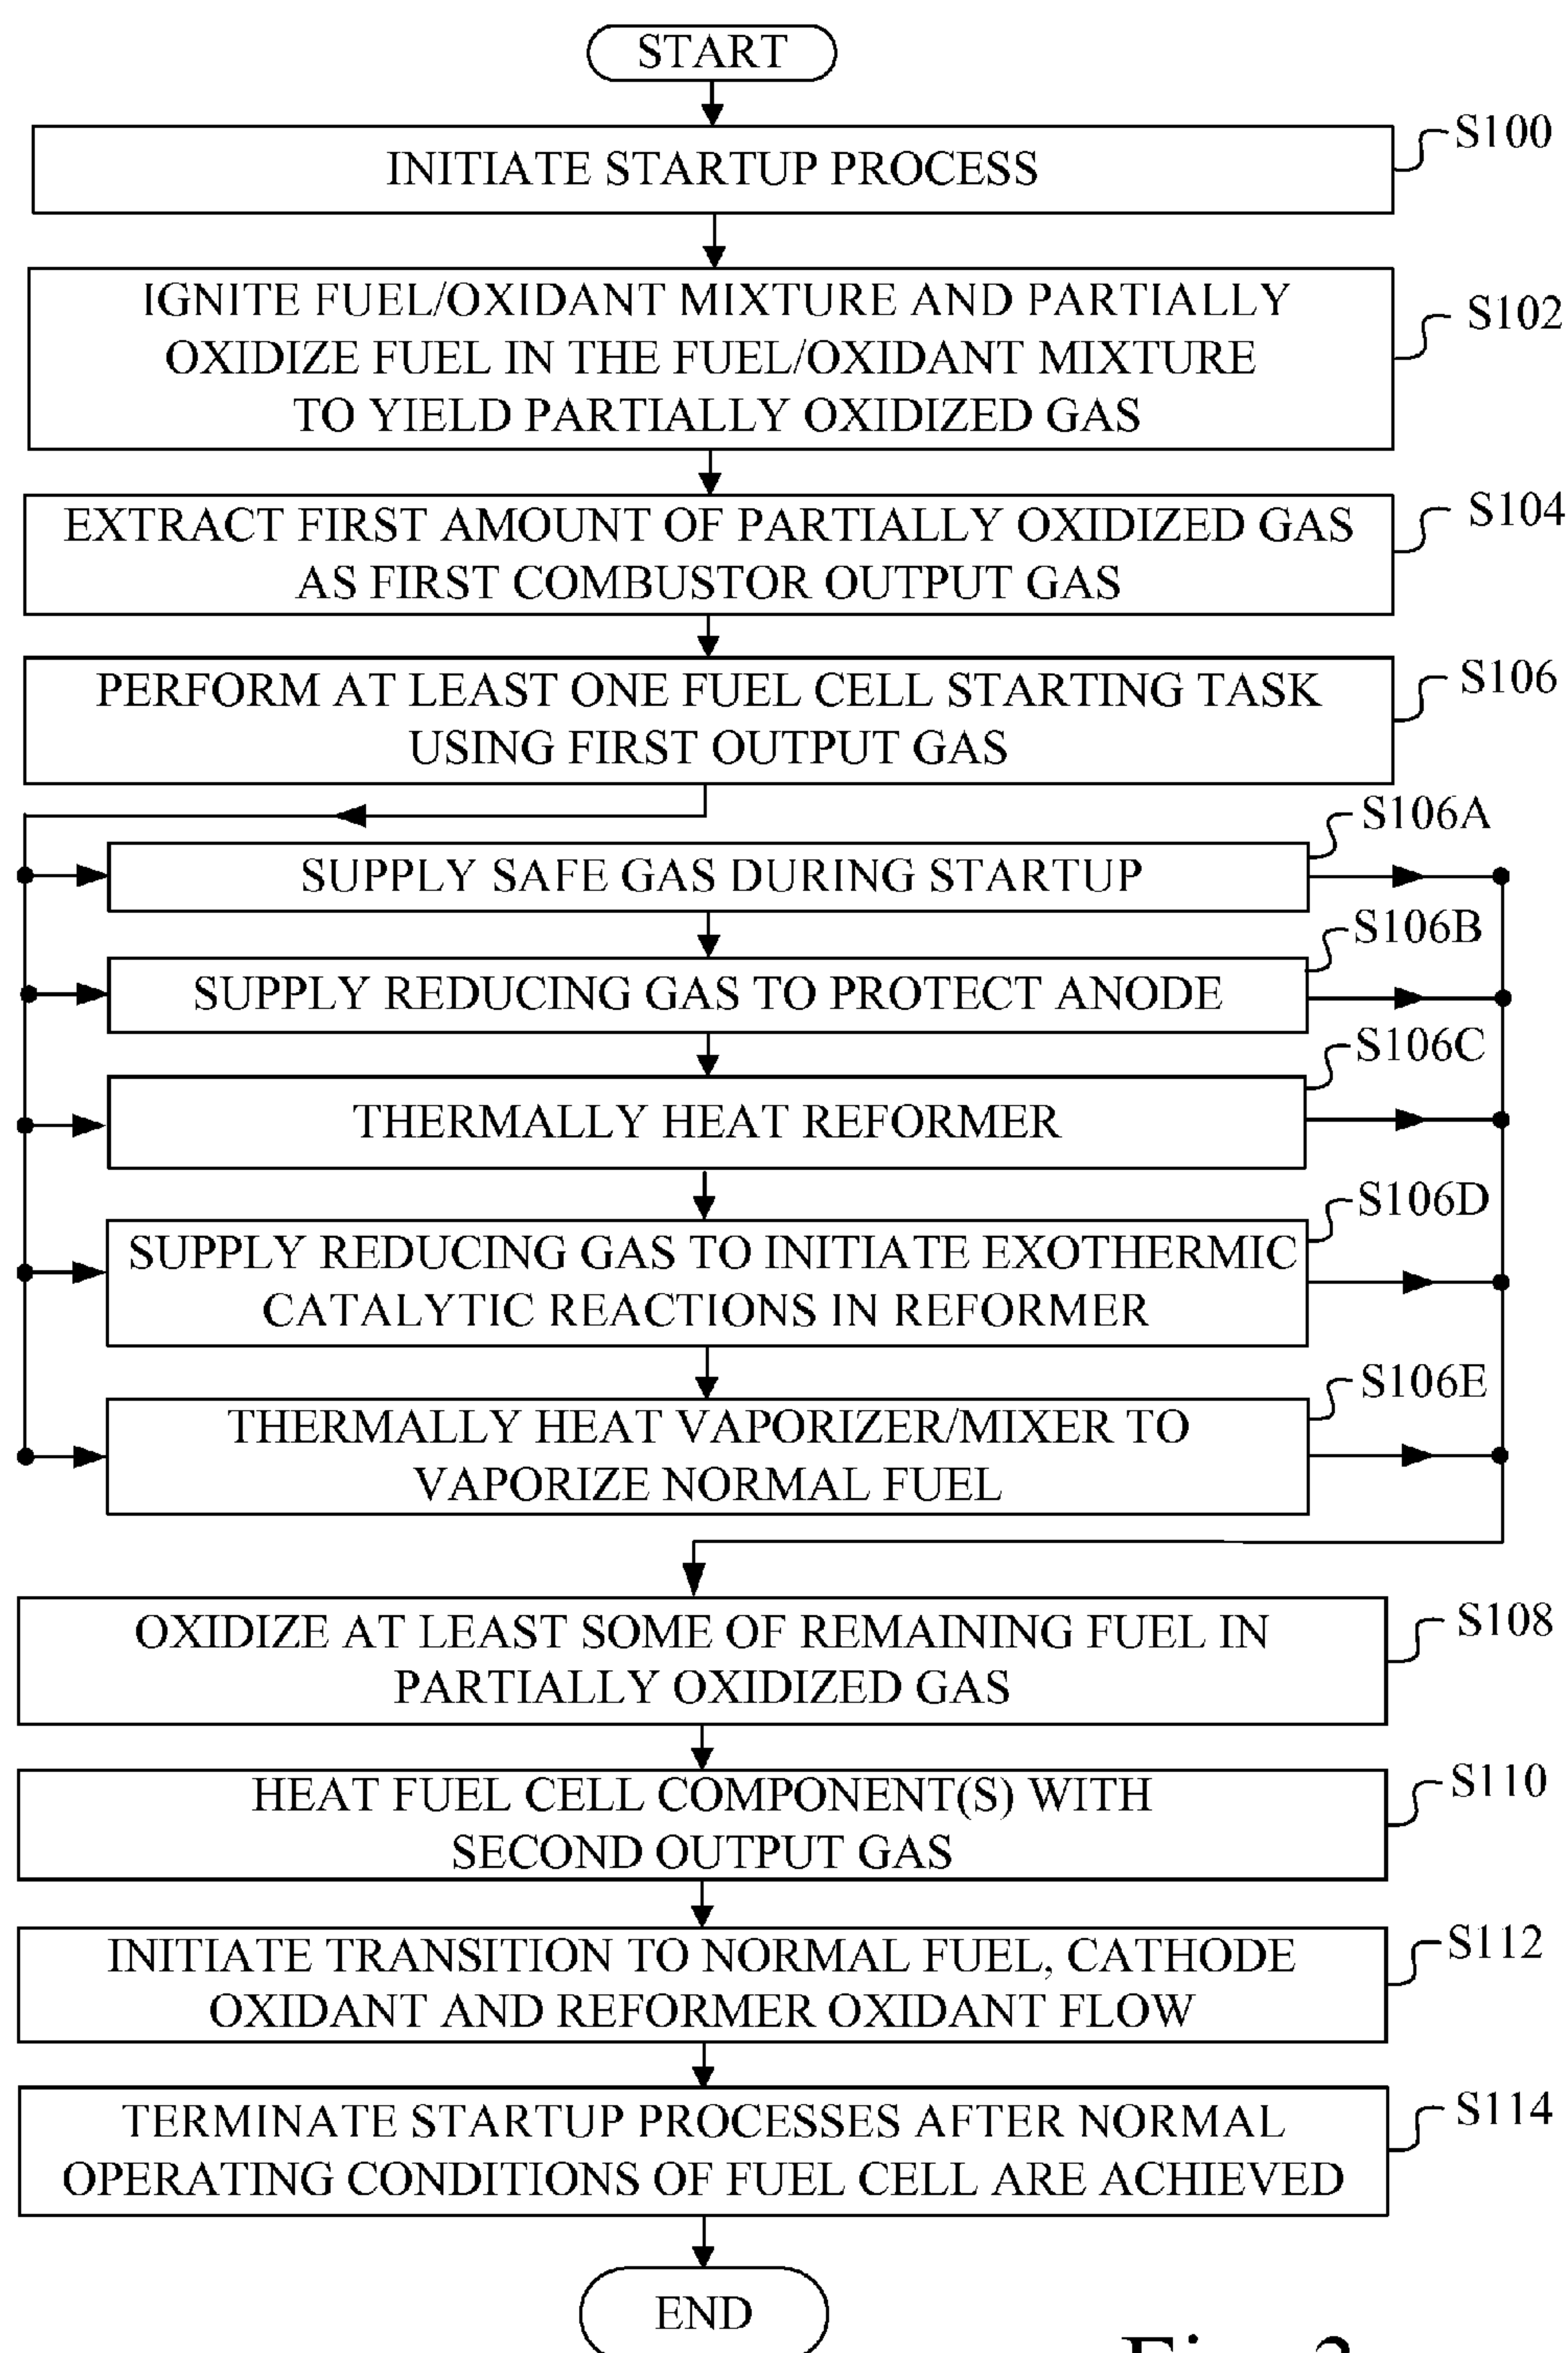 START
INITIATE STARTUP PROCESS
S100
IGNITE FUEL/OXIDANT MIXTURE AND PARTIALLY
OXIDIZE FUEL IN THE FUEL/OXIDANT MIXTURE
TO YIELD PARTIALLY OXIDIZED GAS
S102
EXTRACT FIRST AMOUNT OF PARTIALLY OXIDIZED GAS
AS FIRST COMBUSTOR OUTPUT GAS
S104
PERFORM AT LEAST ONE FUEL CELL STARTING TASK
USING FIRST OUTPUT GAS
S106
SUPPLY SAFE GAS DURING STARTUP
S106A
SUPPLY REDUCING GAS TO PROTECT ANODE
S106B
THERMALLY HEAT REFORMER
S106C
SUPPLY REDUCING GAS TO INITIATE EXOTHERMIC
CATALYTIC REACTIONS IN REFORMER
S106D
THERMALLY HEAT VAPORIZER/MIXER TO
VAPORIZE NORMAL FUEL
S106E
OXIDIZE AT LEAST SOME OF REMAINING FUEL IN
PARTIALLY OXIDIZED GAS
S108
HEAT FUEL CELL COMPONENT(S) WITH
SECOND OUTPUT GAS
S110
INITIATE TRANSITION TO NORMAL FUEL, CATHODE
OXIDANT AND REFORMER OXIDANT FLOW
S112
TERMINATE STARTUP PROCESSES AFTER NORMAL
OPERATING CONDITIONS OF FUEL CELL ARE ACHIEVED
S114
END